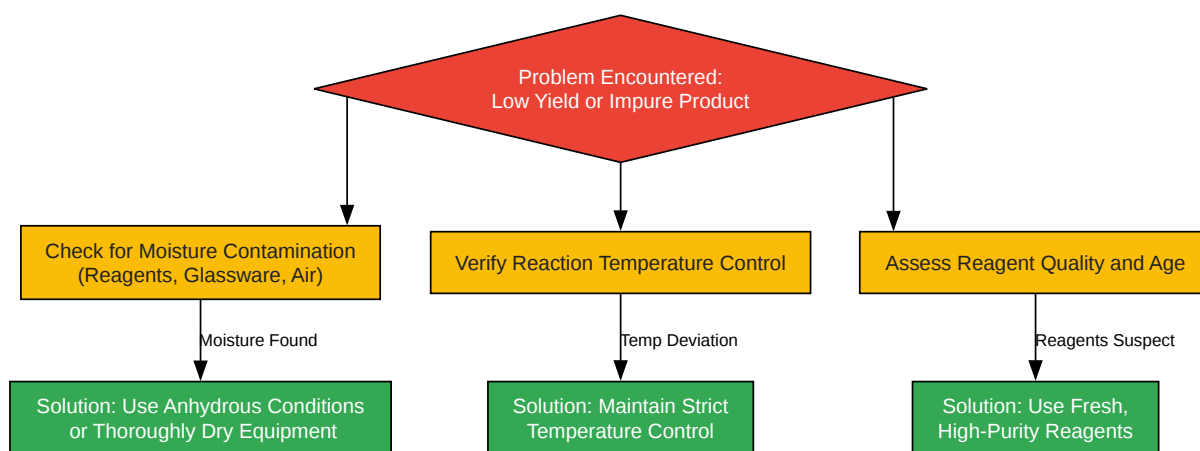 Problem Encountered:
Low Yield or Impure Product
Check for Moisture Contamination
(Reagents, Glassware, Air)
Verify Reaction Temperature Control
Assess Reagent Quality and Age
Moisture Found
Temp Deviation
Reagents Suspect
Solution: Use Anhydrous Conditions
or Thoroughly Dry Equipment
Solution: Maintain Strict
Temperature Control
Solution: Use Fresh,
High-Purity Reagents